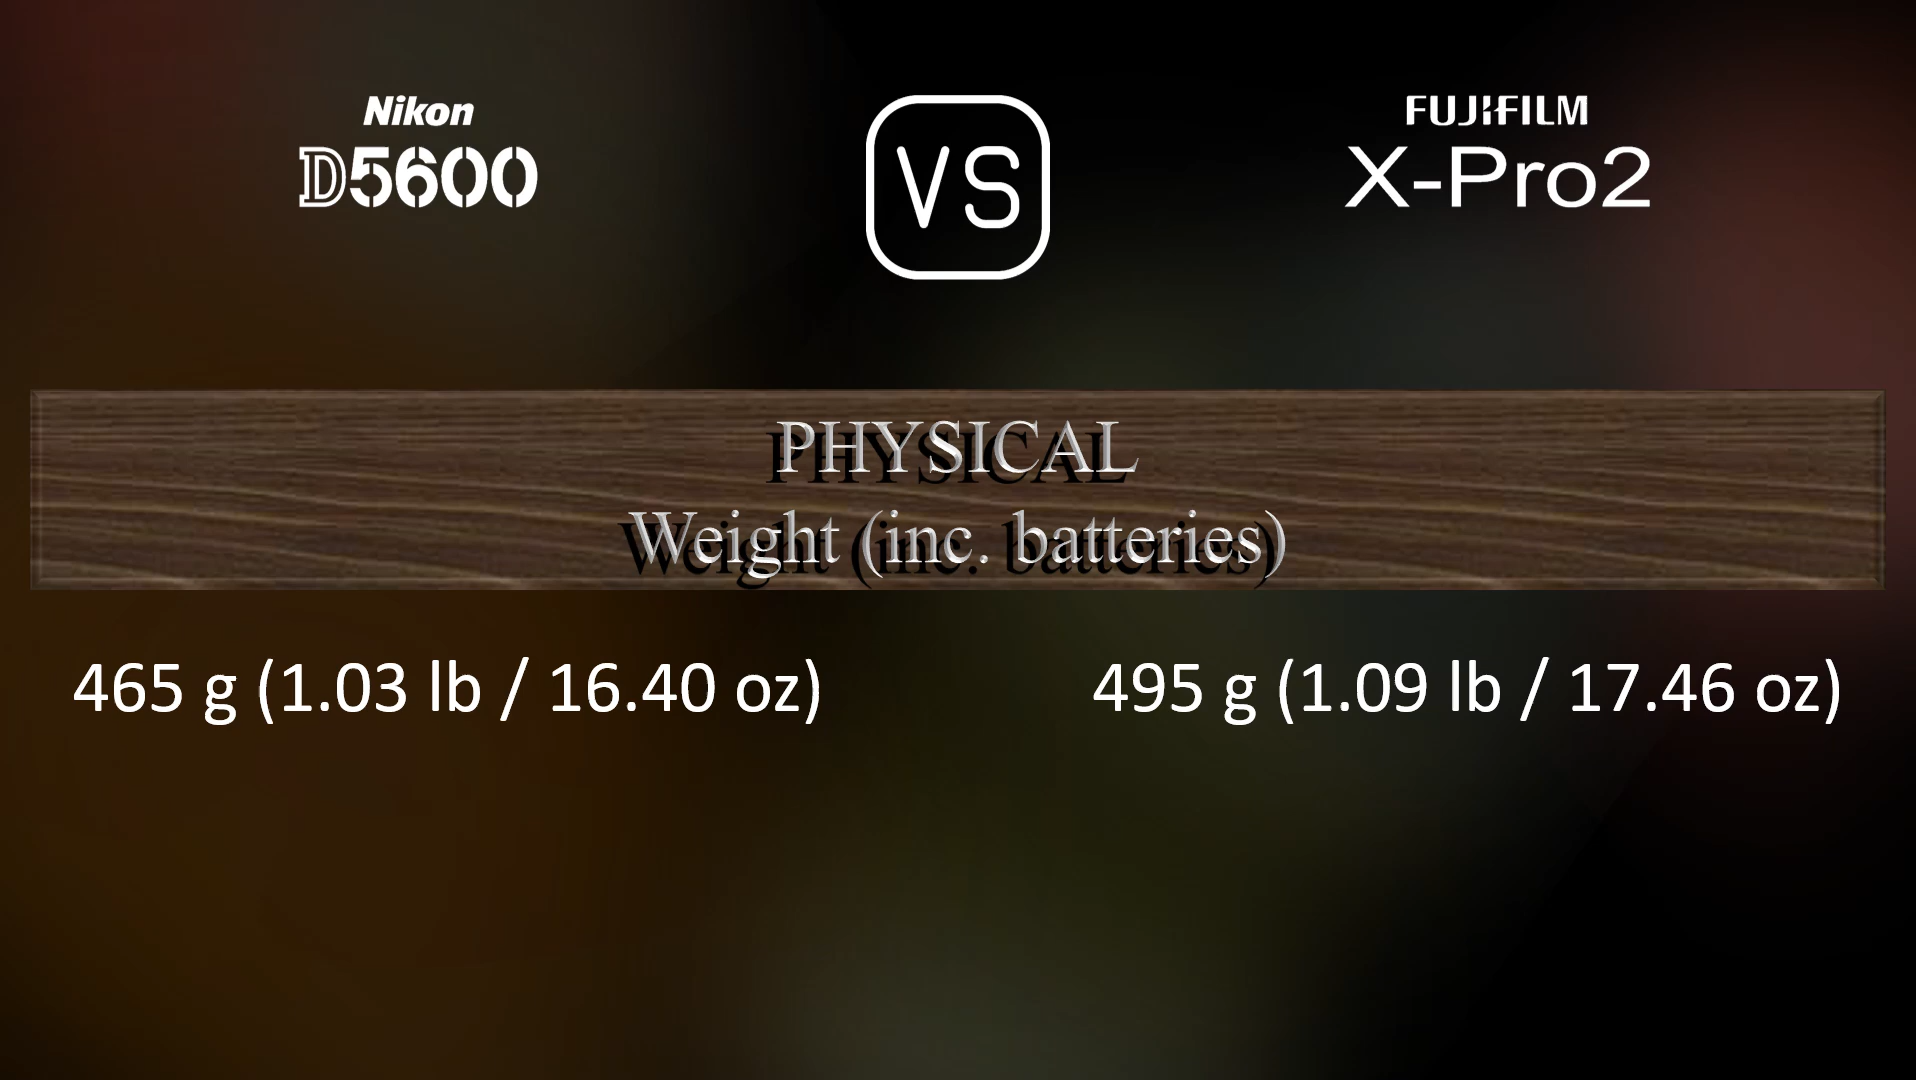 Nikon
D5600
VS
FUJIFILM
X-Pro2
PHYSICAL
Weight (inc. batteries)
465 g (1.03 lb / 16.40 oz)
495 g (1.09 lb / 17.46 oz)